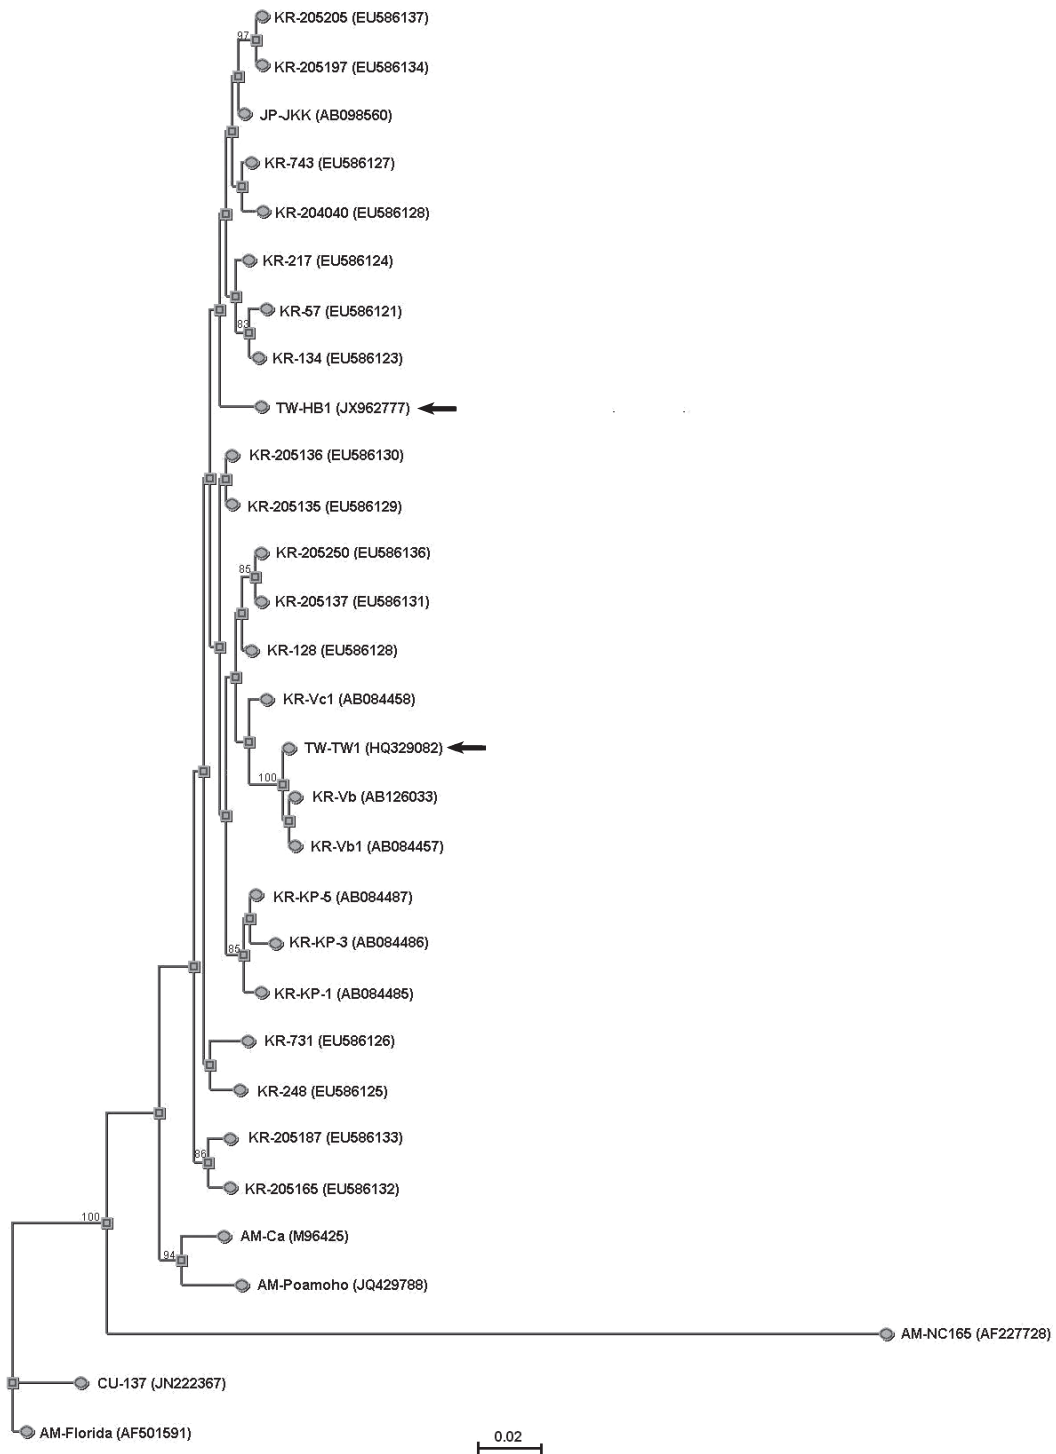 KR-205205 (EU586137)
97
KR-205197 (EU586134)
JP-JKK (AB098560)
KR-743 (EU586127)
KR-204040 (EU586128)
KR-217 (EU586124)
KR-57 (EU586121)
83
KR-134 (EU586123)
TW-HB1 (JX962777)
KR-205136 (EU586130)
KR-205135 (EU586129)
KR-205250 (EU586136)
85
KR-205137 (EU586131)
KR-128 (EU586128)
KR-Vc1 (AB084458)
TW-TW1 (HQ329082)
100
KR-Vb (AB126033)
KR-Vb1 (AB084457)
KR-KP-5 (AB084487)
KR-KP-3 (AB084486)
85
KR-KP-1 (AB084485)
KR-731 (EU586126)
KR-248 (EU586125)
KR-205187 (EU586133)
86
KR-205165 (EU586132)
100
AM-Ca (M96425)
94
AM-Poamoho (JQ429788)
AM-NC165 (AF227728)
CU-137 (JN222367)
AM-Florida (AF501591)
0.02